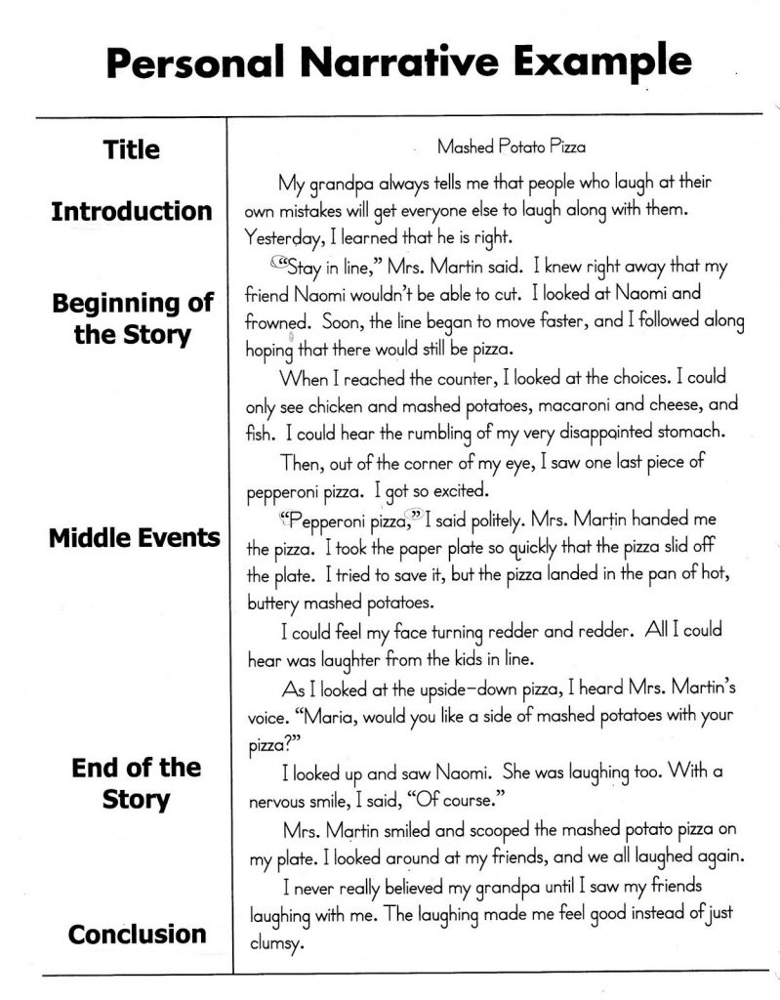 Personal Narrative Example
Title
Mashed Potato Pizza
Introduction
My grandpa always tells me that people who laugh at their
own mistakes will get everyone else to laugh along with them.
Yesterday, I learned that he is right.
Beginning of
the Story
“Stay in line,” Mrs. Martin said. I knew right away that my
friend Naomi wouldn’t be able to cut. I looked at Naomi and
frowned. Soon, the line began to move faster, and I followed along
hoping that there would still be pizza.
When I reached the counter, I looked at the choices. I could
only see chicken and mashed potatoes, macaroni and cheese, and
fish. I could hear the rumbling of my very disappointed stomach.
Then, out of the corner of my eye, I saw one last piece of
pepperoni pizza. I got so excited.
Middle Events
“Pepperoni pizza,” I said politely. Mrs. Martin handed me
the pizza. I took the paper plate so quickly that the pizza slid off
the plate. I tried to save it, but the pizza landed in the pan of hot,
buttery mashed potatoes.
I could feel my face turning redder and redder. All I could
hear was laughter from the kids in line.
As I looked at the upside-down pizza, I heard Mrs. Martin’s
voice. “Maria, would you like a side of mashed potatoes with your
pizza?”
End of the
Story
I looked up and saw Naomi. She was laughing too. With a
nervous smile, I said, “Of course.”
Mrs. Martin smiled and scooped the mashed potato pizza on
my plate. I looked around at my friends, and we all laughed again.
Conclusion
I never really believed my grandpa until I saw my friends
laughing with me. The laughing made me feel good instead of just
clumsy.